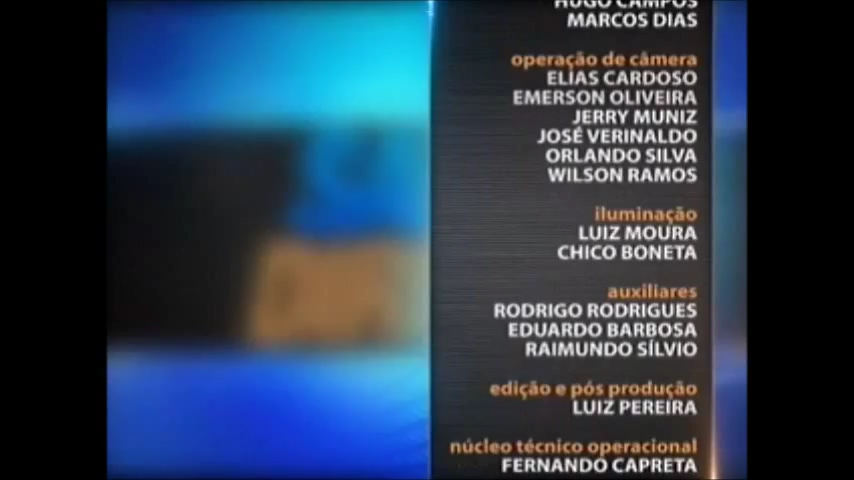 HUGO CAMPOS
MARCOS DIAS
operação de câmera
ELIAS CARDOSO
EMERSON OLIVEIRA
JERRY MUNIZ
JOSÉ VERINALDO
ORLANDO SILVA
WILSON RAMOS
iluminação
LUIZ MOURA
CHICO BONETA
auxiliares
RODRIGO RODRIGUES
EDUARDO BARBOSA
RAIMUNDO SÍLVIO
edição e pós produção
LUIZ PEREIRA
núcleo técnico operacional
FERNANDO CAPRETA